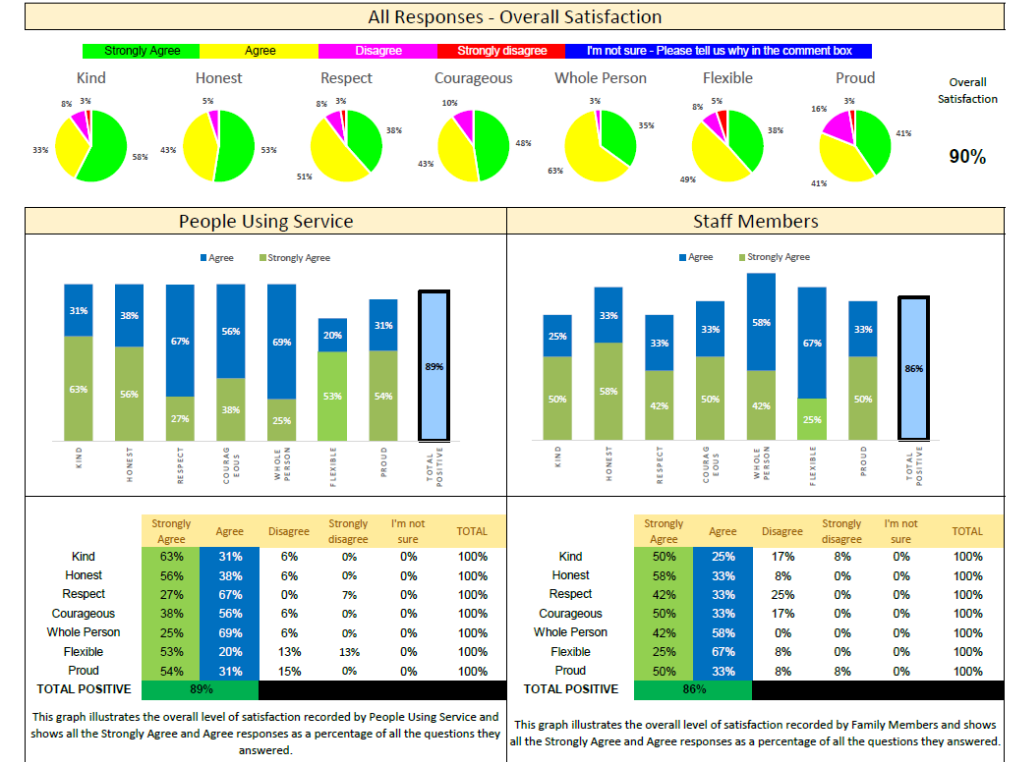 All Responses - Overall Satisfaction
Strongly Agree Agree Disagree Strongly disagree I'm not sure - Please tell us why in the comment box
Kind Honest Respect Courageous Whole Person Flexible Proud
Overall
Satisfaction
90%
8% 3% 33% 58%
5% 43% 53%
8% 3% 38% 51%
10% 48% 43%
3% 35% 63%
8% 5% 38% 49%
16% 3% 41% 41%
People Using Service
Agree Strongly Agree
31% 38% 67% 56% 69% 20% 31% 89%
63% 56% 27% 38% 25% 53% 54%
KIND
HONEST
RESPECT
COURAG
EOUS
WHOLE
PERSON
FLEXIBLE
PROUD
TOTAL
POSITIVE
Staff Members
Agree Strongly Agree
25% 33% 33% 33% 58% 67% 33% 86%
50% 58% 42% 50% 42% 25% 50%
KIND
HONEST
RESPECT
COURAG
EOUS
WHOLE
PERSON
FLEXIBLE
PROUD
TOTAL
POSITIVE
Strongly Agree Agree Disagree Strongly disagree I'm not sure TOTAL
Kind 63% 31% 6% 0% 0% 100%
Honest 56% 38% 6% 0% 0% 100%
Respect 27% 67% 0% 7% 0% 100%
Courageous 38% 56% 6% 0% 0% 100%
Whole Person 25% 69% 6% 0% 0% 100%
Flexible 53% 20% 13% 13% 0% 100%
Proud 54% 31% 15% 0% 0% 100%
TOTAL POSITIVE 89%
This graph illustrates the overall level of satisfaction recorded by People Using Service and
shows all the Strongly Agree and Agree responses as a percentage of all the questions they
answered.
Strongly Agree Agree Disagree Strongly disagree I'm not sure TOTAL
Kind 50% 25% 17% 8% 0% 100%
Honest 58% 33% 8% 0% 0% 100%
Respect 42% 33% 25% 0% 0% 100%
Courageous 50% 33% 17% 0% 0% 100%
Whole Person 42% 58% 0% 0% 0% 100%
Flexible 25% 67% 8% 0% 0% 100%
Proud 50% 33% 8% 8% 0% 100%
TOTAL POSITIVE 86%
This graph illustrates the overall level of satisfaction recorded by Family Members and shows
all the Strongly Agree and Agree responses as a percentage of all the questions they answered.